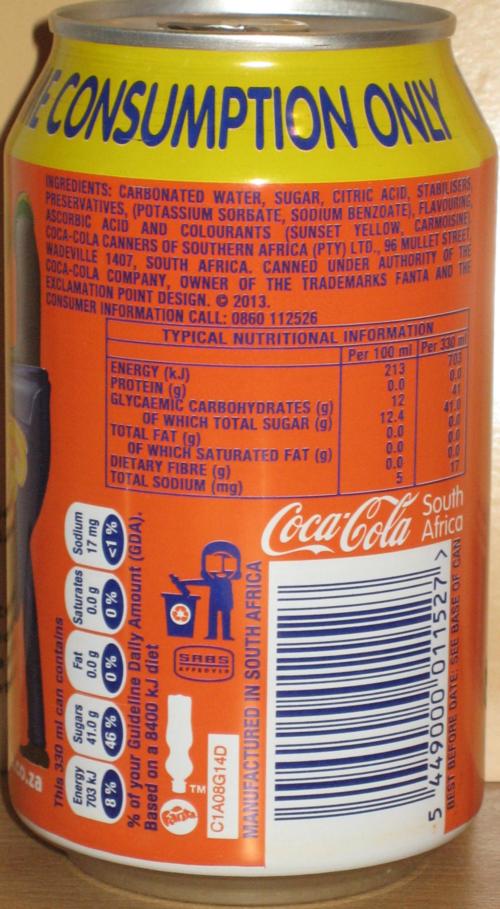 E CONSUMPTION ONLY
INGREDIENTS: CARBONATED WATER, SUGAR, CITRIC ACID, STABILISERS,
PRESERVATIVES, (POTASSIUM SORBATE, SODIUM BENZOATE), FLAVOURING,
ASCORBIC ACID AND COLOURANTS (SUNSET YELLOW, CARMOISINE)
COCA-COLA CANNERS OF SOUTHERN AFRICA (PTY) LTD., 96 MULLET STREET,
WADEVILLE 1407, SOUTH AFRICA. CANNED UNDER AUTHORITY OF THE
COCA-COLA COMPANY, OWNER OF THE TRADEMARKS FANTA AND THE
EXCLAMATION POINT DESIGN. © 2013.
CONSUMER INFORMATION CALL: 0860 112526
TYPICAL NUTRITIONAL INFORMATION
Per 100 ml Per 330 ml
ENERGY (kJ) 213 703
PROTEIN (g) 0.0 0.0
GLYCAEMIC CARBOHYDRATES (g) 12 41
OF WHICH TOTAL SUGAR (g) 12.4 41.0
TOTAL FAT (g) 0.0 0.0
OF WHICH SATURATED FAT (g) 0.0 0.0
DIETARY FIBRE (g) 0.0 0.0
TOTAL SODIUM (mg) 5 17
Coca-Cola South
Africa
This 330 ml can contains
Energy
703 kJ
8 %
Sugars
41.0 g
46 %
Fat
0.0 g
0 %
Saturates
0.0 g
0 %
Sodium
17 mg
<1 %
% of your Guideline Daily Amount (GDA).
Based on a 8400 kJ diet
SABS
APPROVED
Fanta
TM
C1A08G14D
MANUFACTURED IN SOUTH AFRICA
5 449000 011527 >
BEST BEFORE DATE: SEE BASE OF CAN
co.za